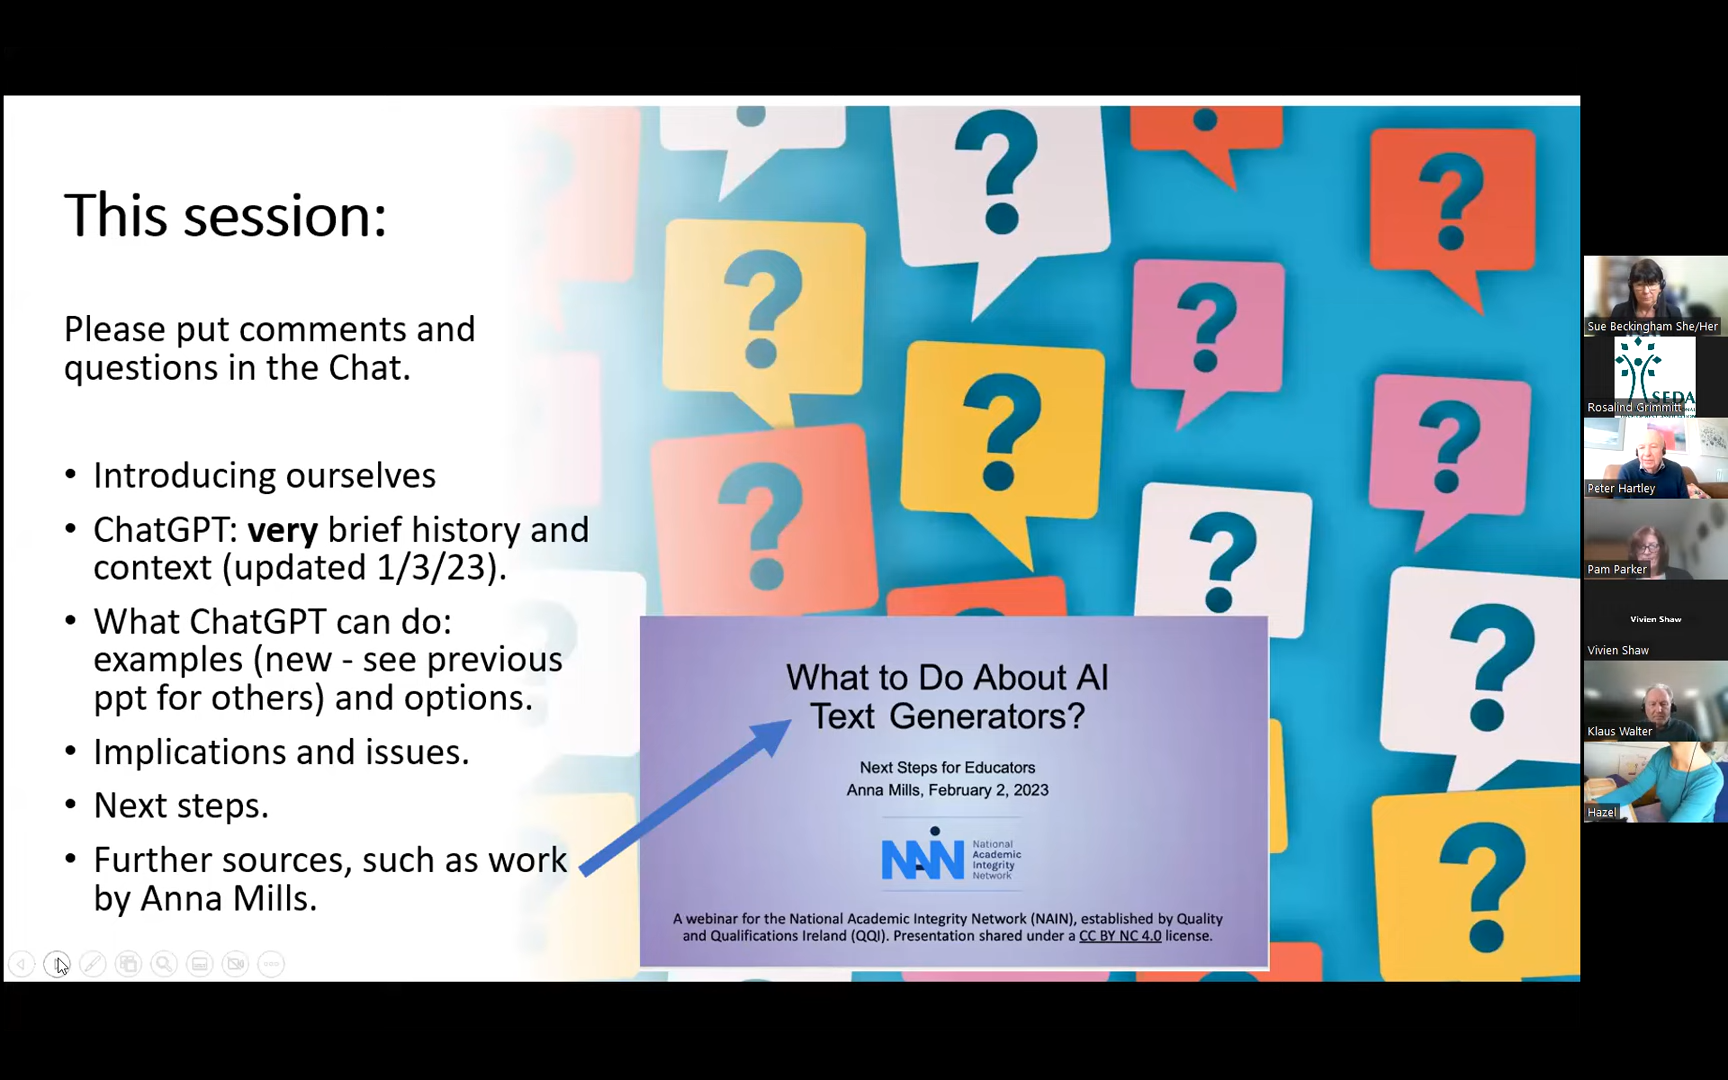 This session:
Please put comments and
questions in the Chat.
• Introducing ourselves
• ChatGPT: very brief history and
context (updated 1/3/23).
• What ChatGPT can do:
examples (new - see previous
ppt for others) and options.
• Implications and issues.
• Next steps.
• Further sources, such as work
by Anna Mills.
What to Do About AI
Text Generators?
Next Steps for Educators
Anna Mills, February 2, 2023
NAIN
National
Academic
Integrity
Network
A webinar for the National Academic Integrity Network (NAIN), established by Quality
and Qualifications Ireland (QQI). Presentation shared under a CC BY NC 4.0 license.
Sue Beckingham She/Her
SEDA
Rosalind Grimmitt
Peter Hartley
Pam Parker
Vivien Shaw
Vivien Shaw
Klaus Walter
Hazel